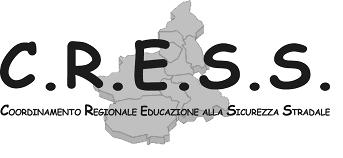 C.R.E.S.S.
COORDINAMENTO REGIONALE EDUCAZIONE ALLA SICUREZZA STRADALE